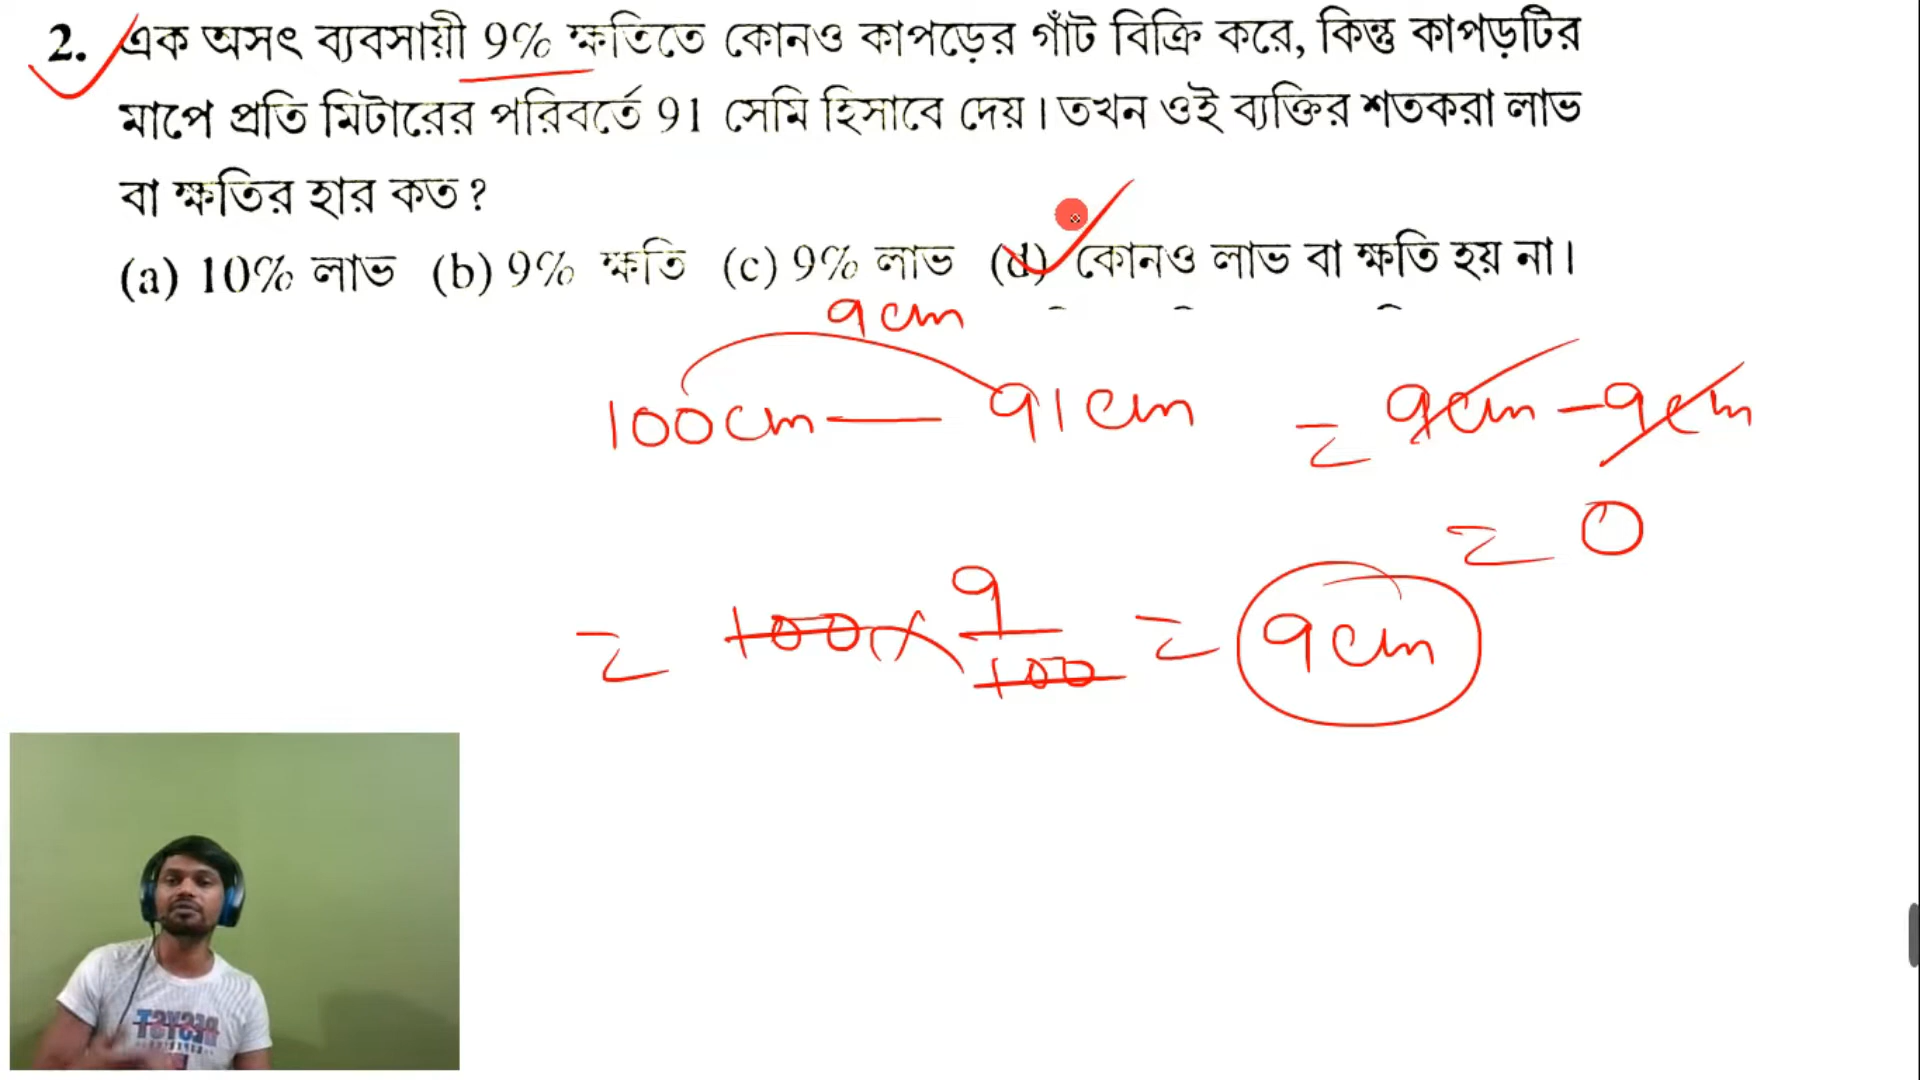 2. এক অসৎ ব্যবসায়ী 9% ক্ষতিতে কোনও কাপড়ের গাঁট বিক্রি করে, কিন্তু কাপড়টির
মাপে প্রতি মিটারের পরিবর্তে 91 সেমি হিসাবে দেয়। তখন ওই ব্যক্তির শতকরা লাভ
বা ক্ষতির হার কত?
(a) 10% লাভ (b) 9% ক্ষতি (c) 9% লাভ (d) কোনও লাভ বা ক্ষতি হয় না।
9cm
100cm — 91cm = 9cm - 9cm
= 0
= 100 × 9/100 = 9cm